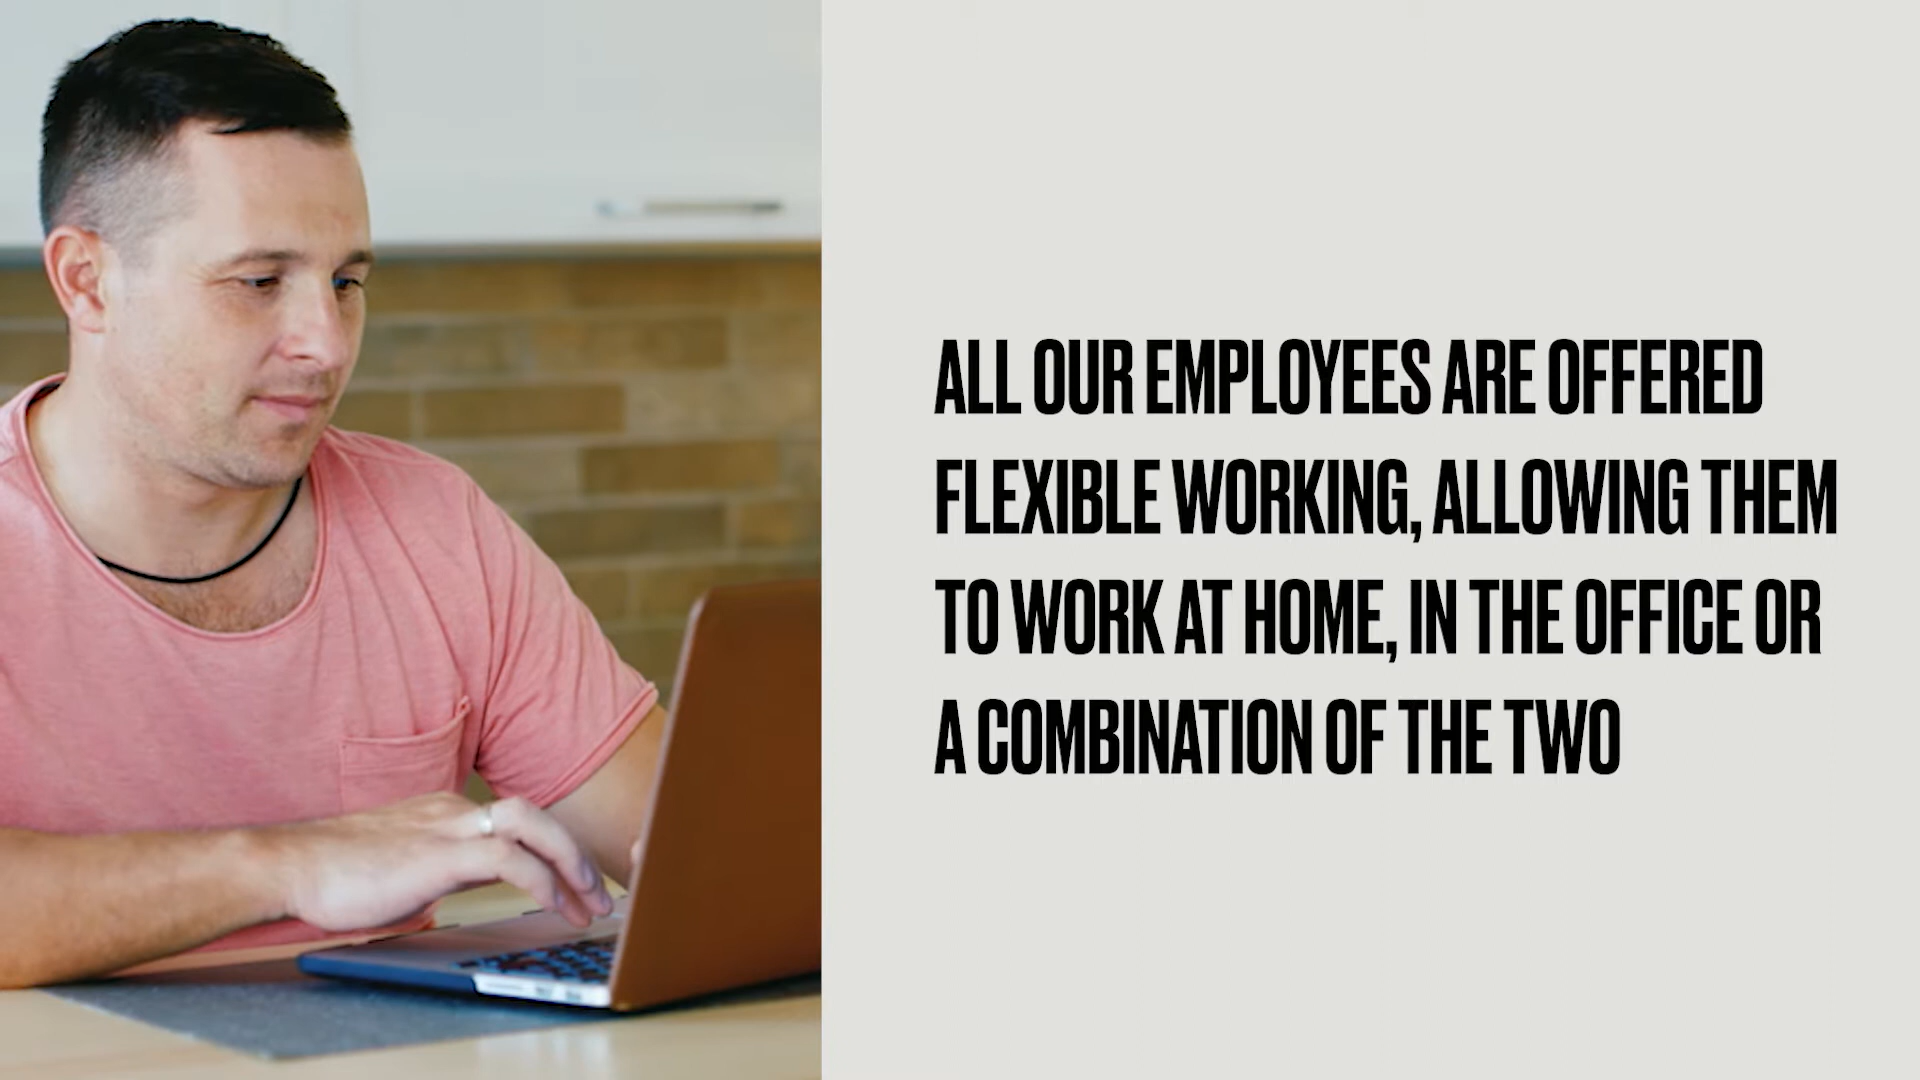 ALL OUR EMPLOYEES ARE OFFERED
FLEXIBLE WORKING, ALLOWING THEM
TO WORK AT HOME, IN THE OFFICE OR
A COMBINATION OF THE TWO